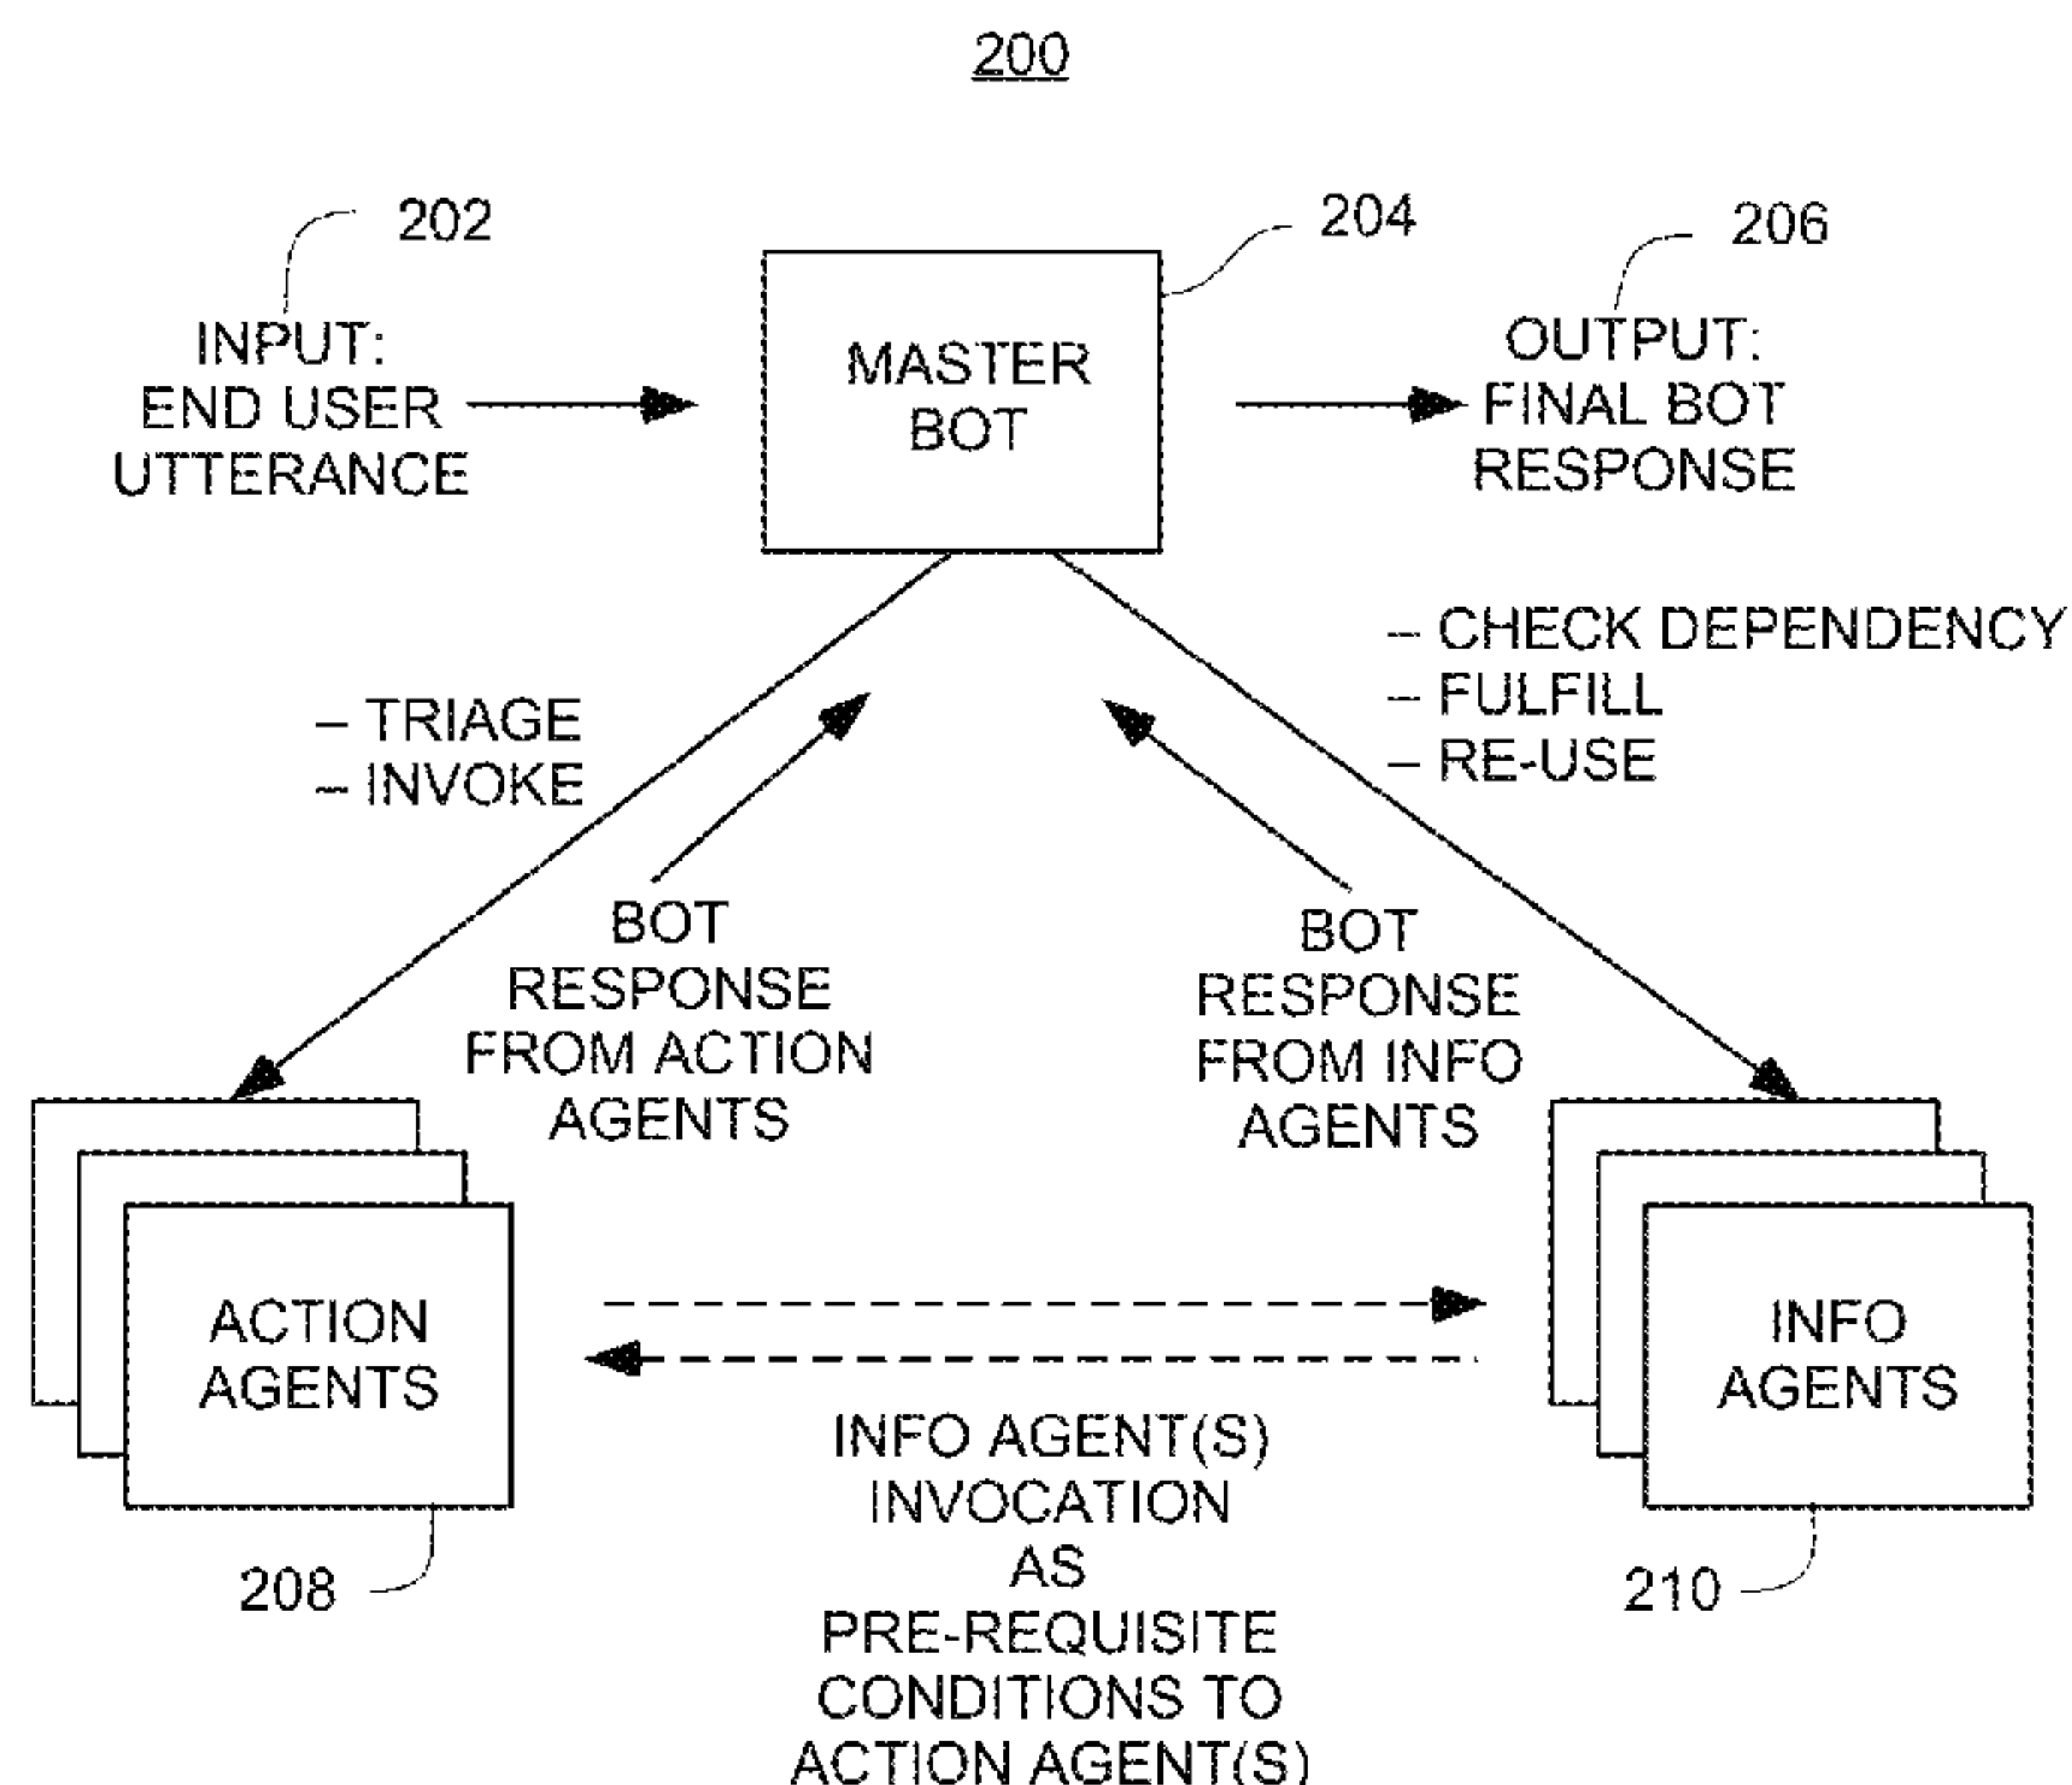 200
202
204
206
INPUT:
END USER
UTTERANCE
MASTER
BOT
OUTPUT:
FINAL BOT
RESPONSE
– TRIAGE
– INVOKE
– CHECK DEPENDENCY
– FULFILL
– RE-USE
BOT
RESPONSE
FROM ACTION
AGENTS
BOT
RESPONSE
FROM INFO
AGENTS
ACTION
AGENTS
INFO
AGENTS
INFO AGENT(S)
INVOCATION
AS
PRE-REQUISITE
CONDITIONS TO
ACTION AGENT(S)
208
210